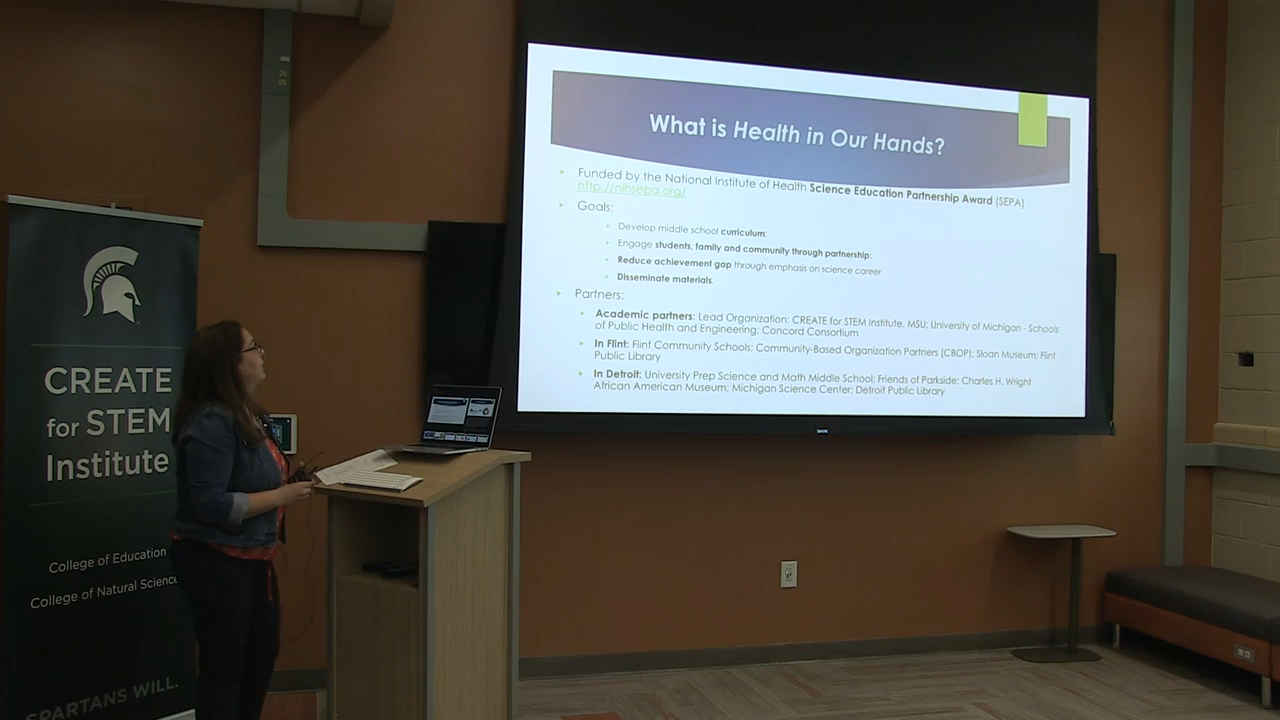 What is Health in Our Hands?
Funded by the National Institute of Health Science Education Partnership Award (SEPA)
http://nihsepa.org/
Goals:
Develop middle school curriculum;
Engage students, family and community through partnership;
Reduce achievement gap through emphasis on science career
Disseminate materials.
Partners:
Academic partners: Lead Organization: CREATE for STEM Institute, MSU; University of Michigan - Schools
of Public Health and Engineering; Concord Consortium
In Flint: Flint Community Schools; Community-Based Organization Partners (CBOP); Sloan Museum; Flint
Public Library
In Detroit: University Prep Science and Math Middle School; Friends of Parkside; Charles H. Wright
African American Museum; Michigan Science Center; Detroit Public Library
CREATE
for STEM
Institute
College of Education
College of Natural Science
SPARTANS WILL.